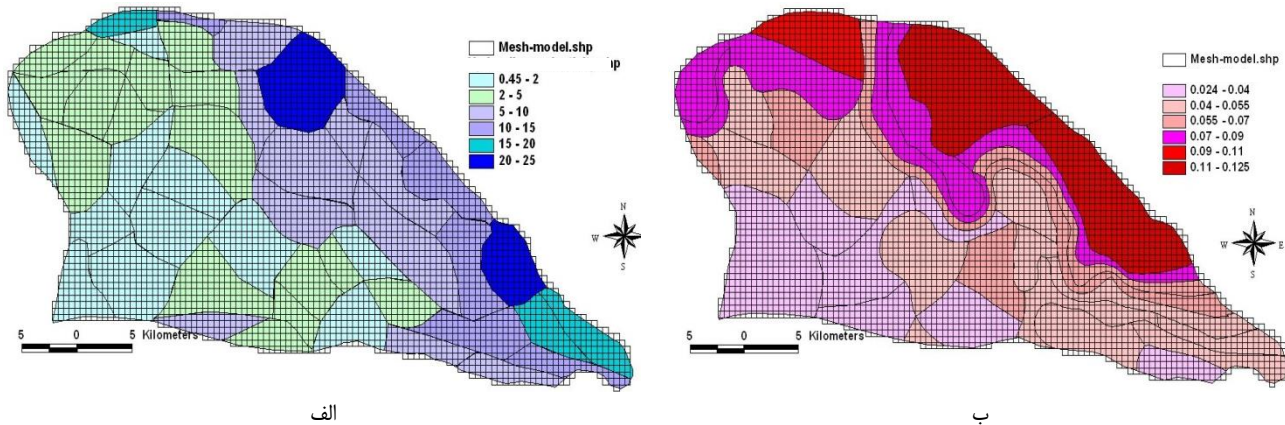 Mesh-model.shp
hp
0.45 - 2
2 - 5
5 - 10
10 - 15
15 - 20
20 - 25
N
W
S
5 0 5 Kilometers
الف
Mesh-model.shp
0.024 - 0.04
0.04 - 0.055
0.055 - 0.07
0.07 - 0.09
0.09 - 0.11
0.11 - 0.125
N
W E
S
5 0 5 Kilometers
ب